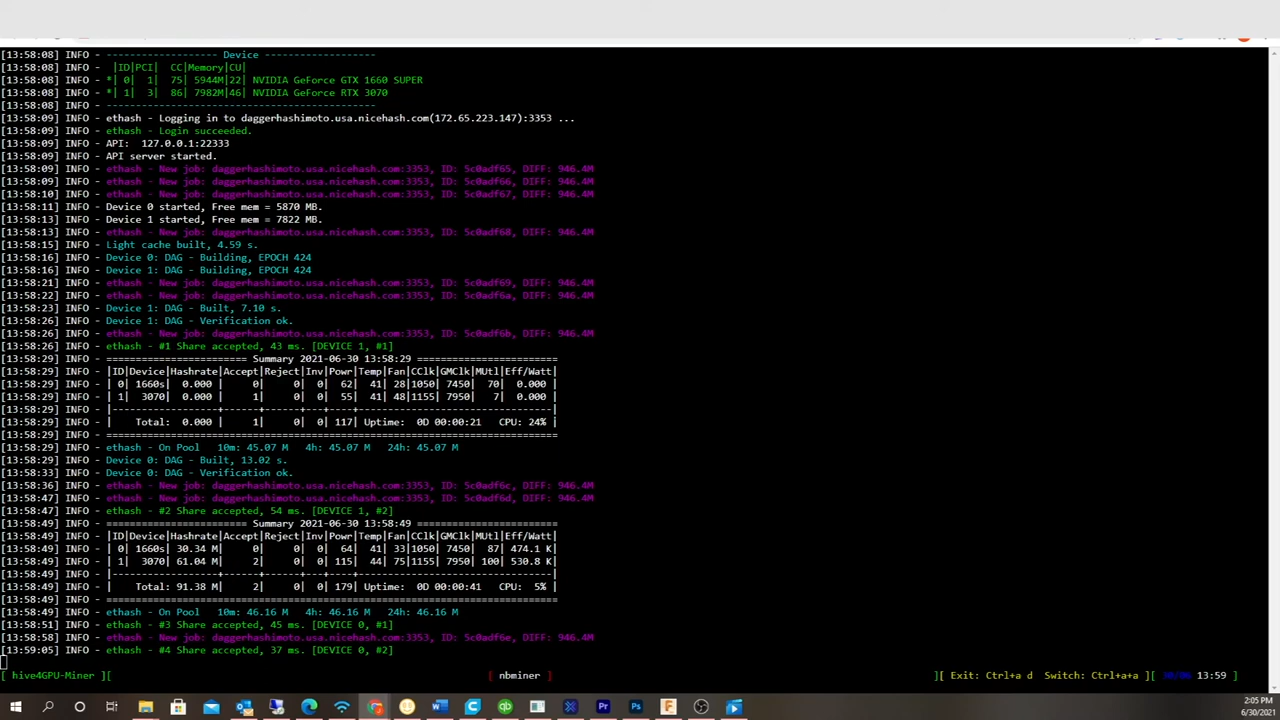 [13:58:08] INFO - ------------------ Device -------------------
[13:58:08] INFO - |ID|PCI| CC|Memory|CU|
[13:58:08] INFO - *| 0| 1| 75| 5944M|22| NVIDIA GeForce GTX 1660 SUPER
[13:58:08] INFO - *| 1| 3| 86| 7982M|46| NVIDIA GeForce RTX 3070
[13:58:08] INFO - --------------------------------------------
[13:58:09] INFO - ethash - Logging in to daggerhashimoto.usa.nicehash.com(172.65.223.147):3353 ...
[13:58:09] INFO - ethash - Login succeeded.
[13:58:09] INFO - API: 127.0.0.1:22333
[13:58:09] INFO - API server started.
[13:58:09] INFO - ethash - New job: daggerhashimoto.usa.nicehash.com:3353, ID: 5c0adf65, DIFF: 946.4M
[13:58:09] INFO - ethash - New job: daggerhashimoto.usa.nicehash.com:3353, ID: 5c0adf66, DIFF: 946.4M
[13:58:10] INFO - ethash - New job: daggerhashimoto.usa.nicehash.com:3353, ID: 5c0adf67, DIFF: 946.4M
[13:58:11] INFO - Device 0 started, Free mem = 5870 MB.
[13:58:13] INFO - Device 1 started, Free mem = 7822 MB.
[13:58:13] INFO - ethash - New job: daggerhashimoto.usa.nicehash.com:3353, ID: 5c0adf68, DIFF: 946.4M
[13:58:15] INFO - Light cache built, 4.59 s.
[13:58:16] INFO - Device 0: DAG - Building, EPOCH 424
[13:58:16] INFO - Device 1: DAG - Building, EPOCH 424
[13:58:21] INFO - ethash - New job: daggerhashimoto.usa.nicehash.com:3353, ID: 5c0adf69, DIFF: 946.4M
[13:58:22] INFO - ethash - New job: daggerhashimoto.usa.nicehash.com:3353, ID: 5c0adf6a, DIFF: 946.4M
[13:58:23] INFO - Device 1: DAG - Built, 7.10 s.
[13:58:26] INFO - Device 1: DAG - Verification ok.
[13:58:26] INFO - ethash - New job: daggerhashimoto.usa.nicehash.com:3353, ID: 5c0adf6b, DIFF: 946.4M
[13:58:26] INFO - ethash - #1 Share accepted, 43 ms. [DEVICE 1, #1]
[13:58:29] INFO - ======================== Summary 2021-06-30 13:58:29 ========================
[13:58:29] INFO - |ID|Device|Hashrate|Accept|Reject|Inv|Powr|Temp|Fan|CClk|GMClk|MUtl|Eff/Watt|
[13:58:29] INFO - | 0| 1660s| 0.000| 0| 0| 0| 62| 41| 28|1050| 7450| 70| 0.000|
[13:58:29] INFO - | 1| 3070| 0.000| 1| 0| 0| 55| 41| 48|1155| 7950| 7| 0.000|
[13:58:29] INFO - |------------------+------+------+---+----+-------------------------------|
[13:58:29] INFO - | Total: 0.000| 1| 0| 0| 117| Uptime: 0D 00:00:21 CPU: 24% |
[13:58:29] INFO - =========================================================================
[13:58:29] INFO - ethash - On Pool 10m: 45.07 M 4h: 45.07 M 24h: 45.07 M
[13:58:29] INFO - Device 0: DAG - Built, 13.02 s.
[13:58:33] INFO - Device 0: DAG - Verification ok.
[13:58:36] INFO - ethash - New job: daggerhashimoto.usa.nicehash.com:3353, ID: 5c0adf6c, DIFF: 946.4M
[13:58:47] INFO - ethash - New job: daggerhashimoto.usa.nicehash.com:3353, ID: 5c0adf6d, DIFF: 946.4M
[13:58:47] INFO - ethash - #2 Share accepted, 54 ms. [DEVICE 1, #2]
[13:58:49] INFO - ======================== Summary 2021-06-30 13:58:49 ========================
[13:58:49] INFO - |ID|Device|Hashrate|Accept|Reject|Inv|Powr|Temp|Fan|CClk|GMClk|MUtl|Eff/Watt|
[13:58:49] INFO - | 0| 1660s| 30.34 M| 0| 0| 0| 64| 41| 33|1050| 7450| 87| 474.1 K|
[13:58:49] INFO - | 1| 3070| 61.04 M| 2| 0| 0| 115| 44| 75|1155| 7950| 100| 530.8 K|
[13:58:49] INFO - |------------------+------+------+---+----+-------------------------------|
[13:58:49] INFO - | Total: 91.38 M| 2| 0| 0| 179| Uptime: 0D 00:00:41 CPU: 5% |
[13:58:49] INFO - =========================================================================
[13:58:49] INFO - ethash - On Pool 10m: 46.16 M 4h: 46.16 M 24h: 46.16 M
[13:58:51] INFO - ethash - #3 Share accepted, 45 ms. [DEVICE 0, #1]
[13:58:58] INFO - ethash - New job: daggerhashimoto.usa.nicehash.com:3353, ID: 5c0adf6e, DIFF: 946.4M
[13:59:05] INFO - ethash - #4 Share accepted, 37 ms. [DEVICE 0, #2]
[ hive4GPU-Miner ][ ( nbminer ) ][ Exit: Ctrl+a d Switch: Ctrl+a+a ][ 30/06 13:59 ]
2:05 PM
6/30/2021